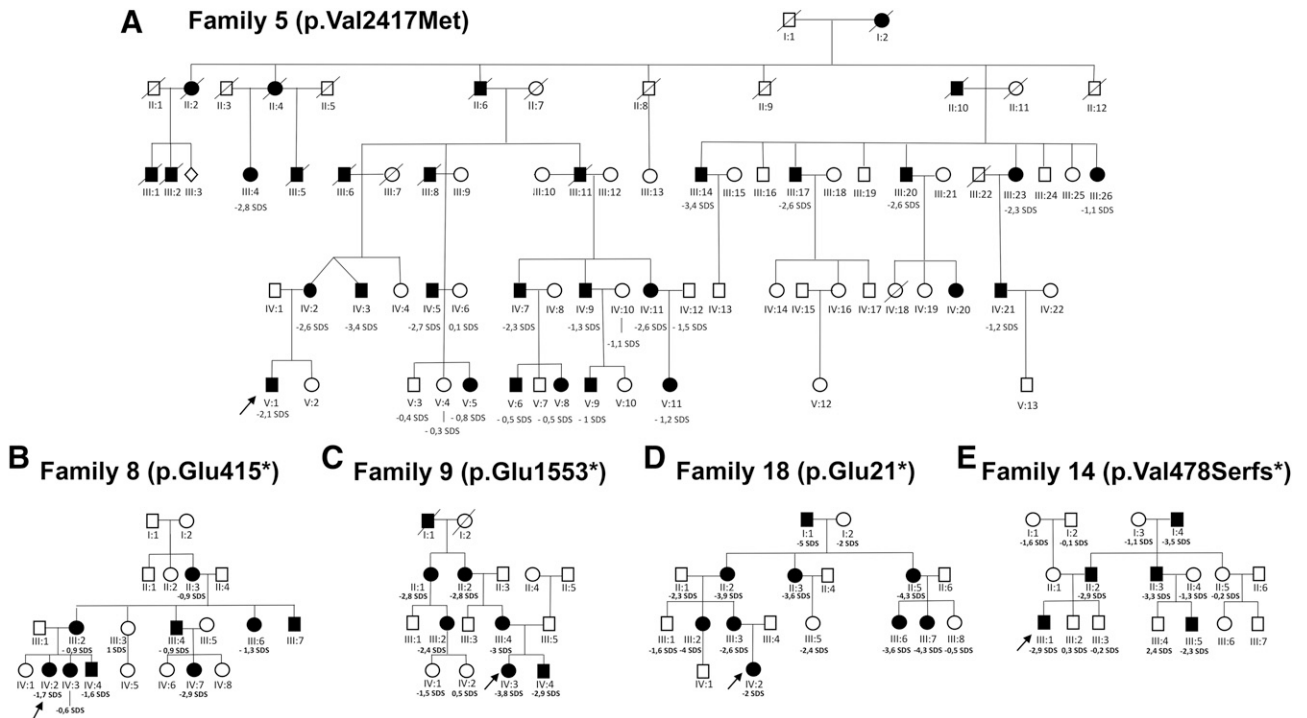 A Family 5 (p.Val2417Met)
I:1 I:2
II:1 II:2 II:3 II:4 II:5 II:6 II:7 II:8 II:9 II:10 II:11 II:12
III:1 III:2 III:3 III:4 III:5 III:6 III:7 III:8 III:9 III:10 III:11 III:12 III:13 III:14 III:15 III:16 III:17 III:18 III:19 III:20 III:21 III:22 III:23 III:24 III:25 III:26
-2,8 SDS -3,4 SDS -2,6 SDS -2,6 SDS -2,3 SDS -1,1 SDS
IV:1 IV:2 IV:3 IV:4 IV:5 IV:6 IV:7 IV:8 IV:9 IV:10 IV:11 IV:12 IV:13 IV:14 IV:15 IV:16 IV:17 IV:18 IV:19 IV:20 IV:21 IV:22
-2,6 SDS -3,4 SDS -2,7 SDS 0,1 SDS -2,3 SDS -1,3 SDS -2,6 SDS - 1,5 SDS -1,2 SDS
-1,1 SDS
V:1 V:2 V:3 V:4 V:5 V:6 V:7 V:8 V:9 V:10 V:11 V:12 V:13
-2,1 SDS -0,4 SDS - 0,8 SDS - 0,5 SDS -0,5 SDS - 1 SDS - 1,2 SDS
- 0,3 SDS
B Family 8 (p.Glu415*)
I:1 I:2
II:1 II:2 II:3 II:4
-0,9 SDS
III:1 III:2 III:3 III:4 III:5 III:6 III:7
- 0,9 SDS 1 SDS - 0,9 SDS - 1,3 SDS
IV:1 IV:2 IV:3 IV:4 IV:5 IV:6 IV:7 IV:8
-1,7 SDS -1,6 SDS -2,9 SDS
-0,6 SDS
C Family 9 (p.Glu1553*)
I:1 I:2
II:1 II:2 II:3 II:4 II:5
-2,8 SDS -2,8 SDS
III:1 III:2 III:3 III:4 III:5
-2,4 SDS -3 SDS
IV:1 IV:2 IV:3 IV:4
-1,5 SDS 0,5 SDS -3,8 SDS -2,9 SDS
D Family 18 (p.Glu21*)
I:1 I:2
-5 SDS -2 SDS
II:1 II:2 II:3 II:4 II:5 II:6
-2,3 SDS -3,9 SDS -3,6 SDS -4,3 SDS
III:1 III:2 III:3 III:4 III:5 III:6 III:7 III:8
-1,6 SDS -4 SDS -2,6 SDS -2,4 SDS -3,6 SDS -4,3 SDS -0,5 SDS
IV:1 IV:2
-2 SDS
E Family 14 (p.Val478Serfs*)
I:1 I:2 I:3 I:4
-1,6 SDS -0,1 SDS -1,1 SDS -3,5 SDS
II:1 II:2 II:3 II:4 II:5 II:6
-2,9 SDS -3,3 SDS -1,3 SDS -0,2 SDS
III:1 III:2 III:3 III:4 III:5 III:6 III:7
-2,9 SDS 0,3 SDS -0,2 SDS 2,4 SDS -2,3 SDS